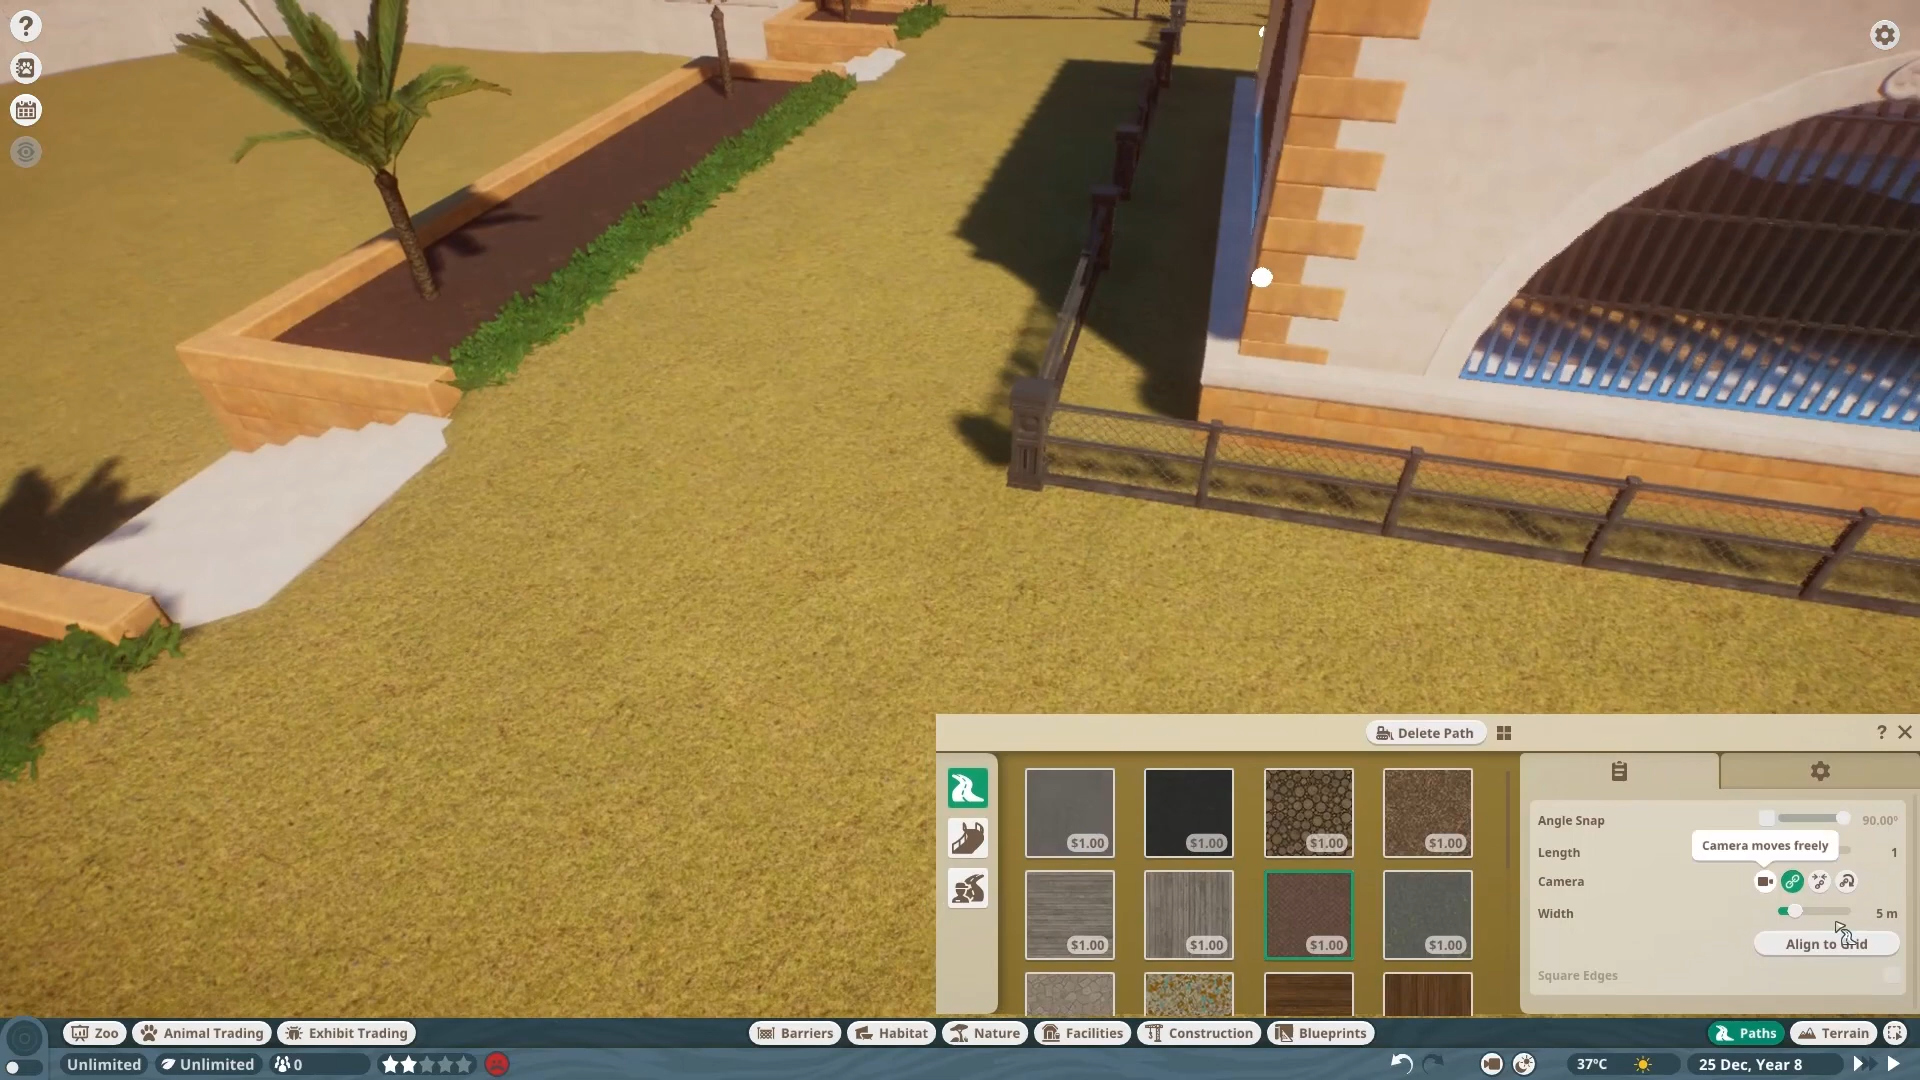 Delete Path
?
?
$1.00
$1.00
$1.00
$1.00
Angle Snap 90.00°
Camera moves freely
Length 1
Camera
$1.00
$1.00
$1.00
$1.00
Width 5 m
Align to Grid
Square Edges
Zoo Animal Trading Exhibit Trading Barriers Habitat Nature Facilities Construction Blueprints Paths Terrain
Unlimited Unlimited 0 37°C 25 Dec, Year 8